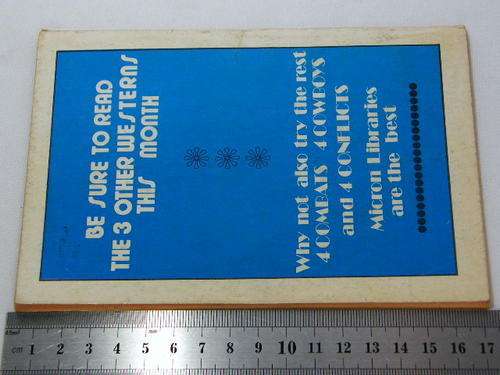 BE SURE TO READ
THE 3 OTHER WESTERNS
THIS MONTH
Why not also try the rest
4 COMBATS 4 COWBOYS
and 4 CONFLICTS
Micron Libraries
are the best
cm 1 2 3 4 5 6 7 8 9 10 11 12 13 14 15 16 17